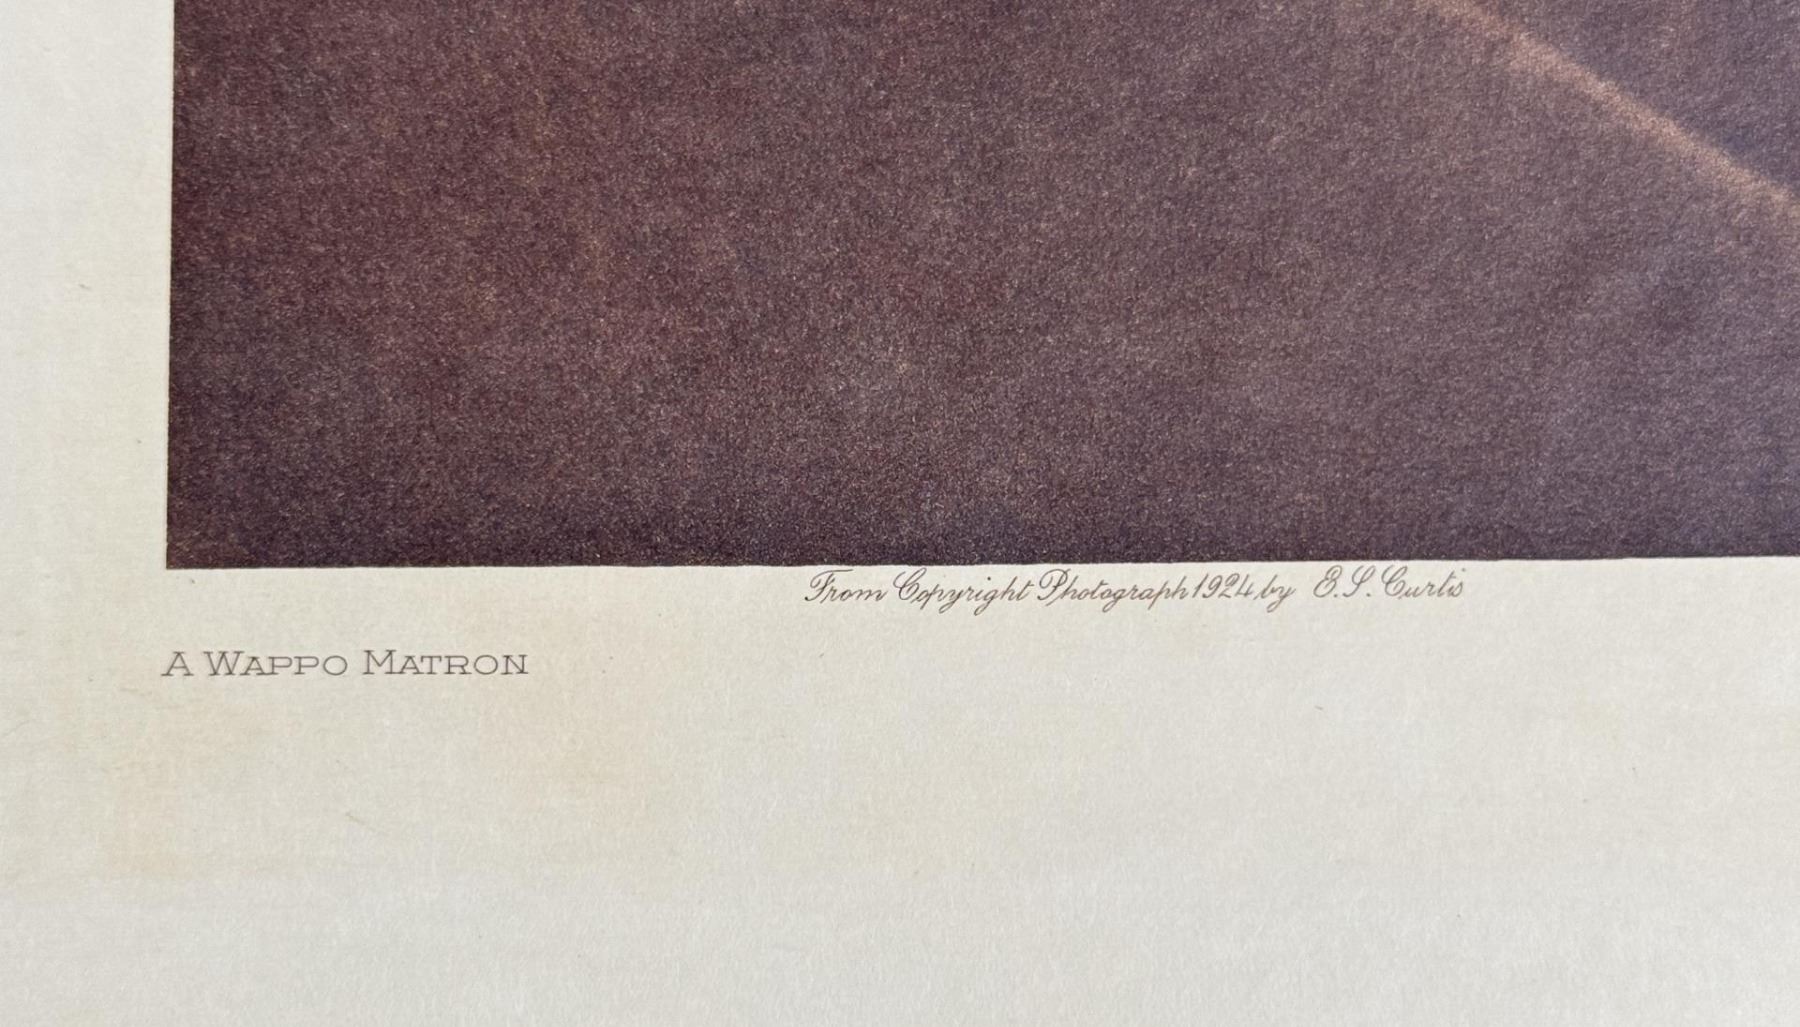 From Copyright Photograph 1924 by E.S. Curtis
A WAPPO MATRON